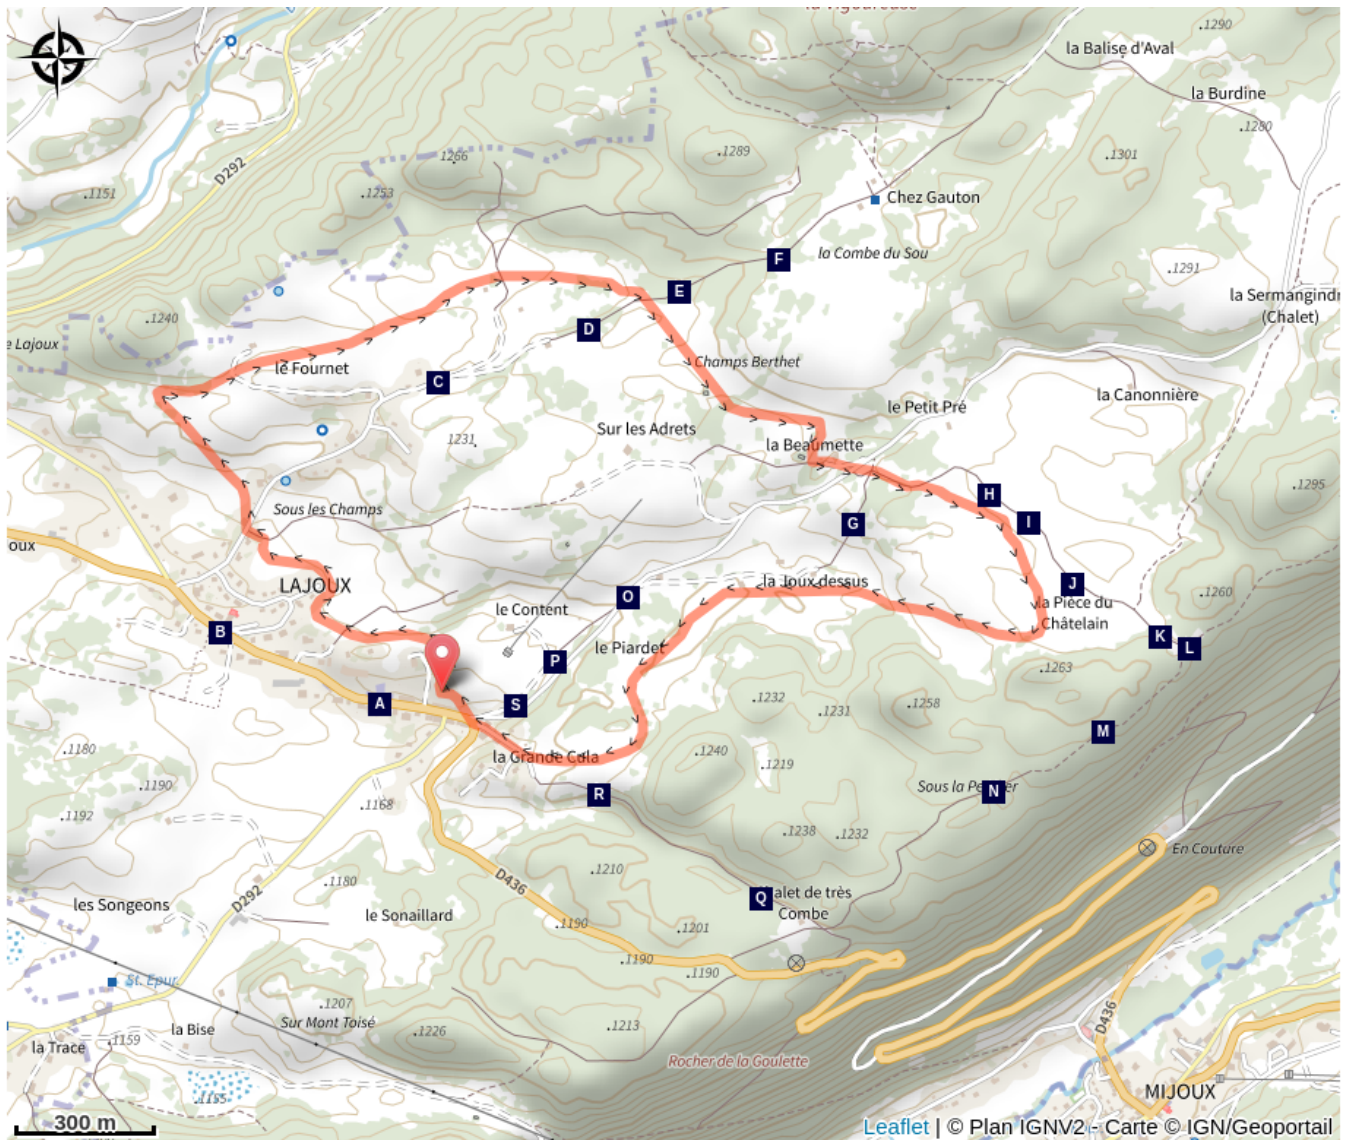 la Vigoureuse
.1290
la Balise d'Aval
la Burdine
.1280
.1289
.1301
1266
.1253
.1151
D292
Chez Gauton
la Combe du Sou
F
.1291
E
la Sermangind
(Chalet)
.1240
D
e Lajoux
le Fournet
Champs Berthet
C
la Canonnière
le Petit Pré
Sur les Adrets
1231
la Beaumette
.1295
H
Sous les Champs
I
G
oux
LAJOUX
la Joux dessus
J
.1260
O
le Content
la Pièce du
Châtelain
B
K
L
le Piardet
P
.1263
.1232
.1231
.1258
A
S
M
.1180
la Grande Cula
.1240
.1219
.1190
Sous la Pe er
N
R
.1168
.1192
.1238
.1232
En Couture
.1210
.1180
D436
D292
Q
alet de très
Combe
les Songeons
le Sonaillard
.1190
.1201
.1190
.1190
St. Epur.
.1207
Sur Mont Toisé
la Bise
.1226
.1213
D436
.1159
la Trace
Rocher de la Goulette
.1155
MIJOUX
300 m
Leaflet | © Plan IGNV2 - Carte © IGN/Geoportail